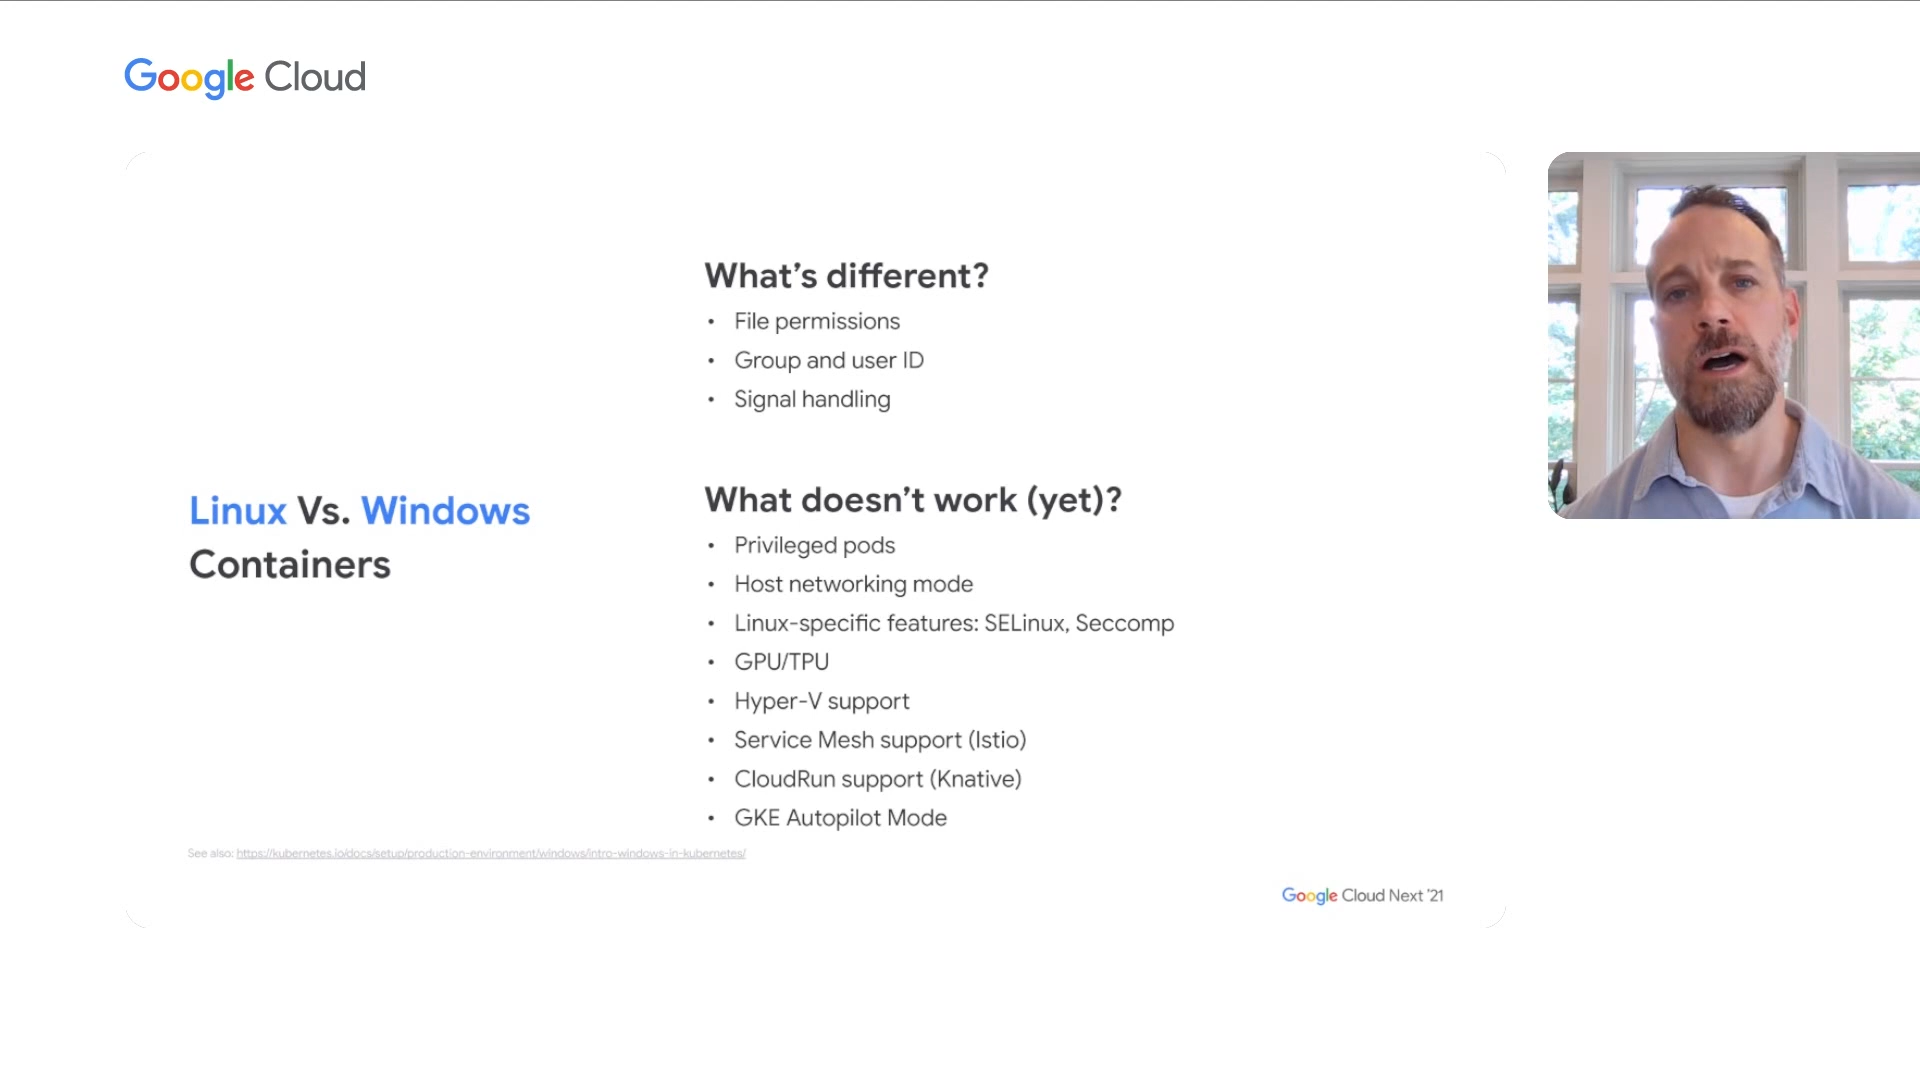 Google Cloud
What's different?
• File permissions
• Group and user ID
• Signal handling
Linux Vs. Windows
Containers
What doesn't work (yet)?
• Privileged pods
• Host networking mode
• Linux-specific features: SELinux, Seccomp
• GPU/TPU
• Hyper-V support
• Service Mesh support (Istio)
• CloudRun support (Knative)
• GKE Autopilot Mode
See also: https://kubernetes.io/docs/setup/production-environment/windows/intro-windows-in-kubernetes/
Google Cloud Next '21